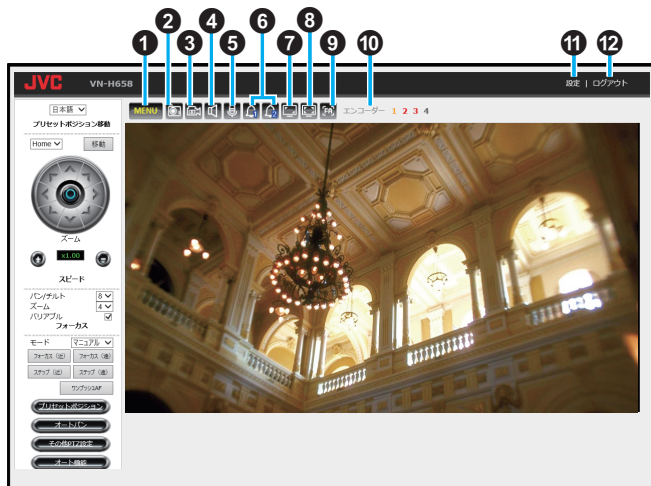 1 2 3 4 5 6 7 8 9 10 11 12
JVC VN-H658 設定 | ログアウト
日本語
MENU 1 2 FA エンコーダー 1 2 3 4
プリセットポジション移動
Home 移動
ズーム
x1.00
スピード
パン/チルト 8
ズーム 4
バリアブル
フォーカス
モード マニュアル
フォーカス（近） フォーカス（遠）
ステップ（近） ステップ（遠）
ワンプッシュAF
プリセットポジション
オートパン
その他PTZ設定
オート機能